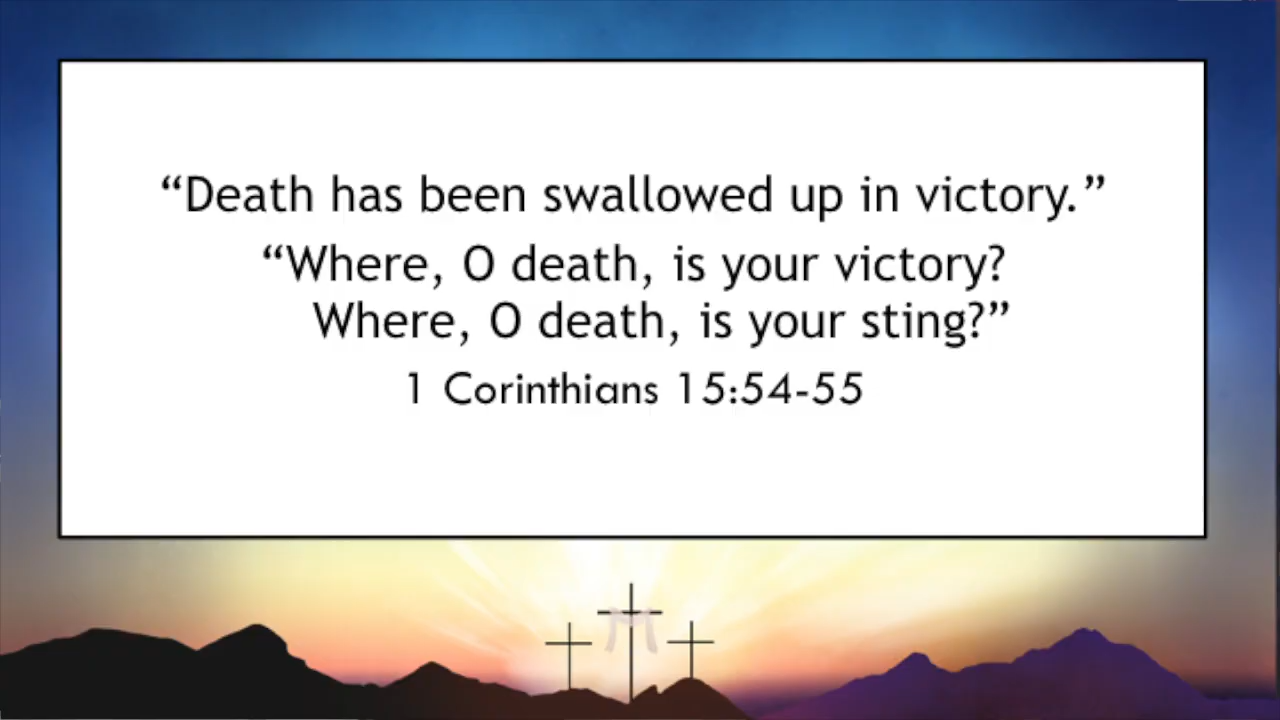 “Death has been swallowed up in victory.”
“Where, O death, is your victory?
Where, O death, is your sting?”
1 Corinthians 15:54-55